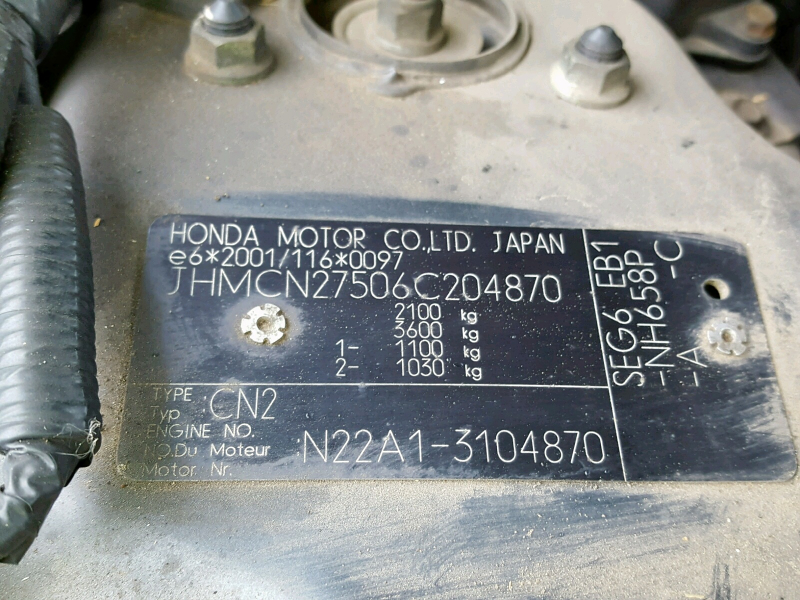 HONDA MOTOR CO.,LTD. JAPAN
e6*2001/116*0097
JHMCN27506C204870
2100 kg
3600 kg
1- 1100 kg
2- 1030 kg
TYPE
Typ CN2
ENGINE NO.
NO.Du Moteur N22A1-3104870
Motor. Nr.
SEG6 EB1
-NH658P -C
-A